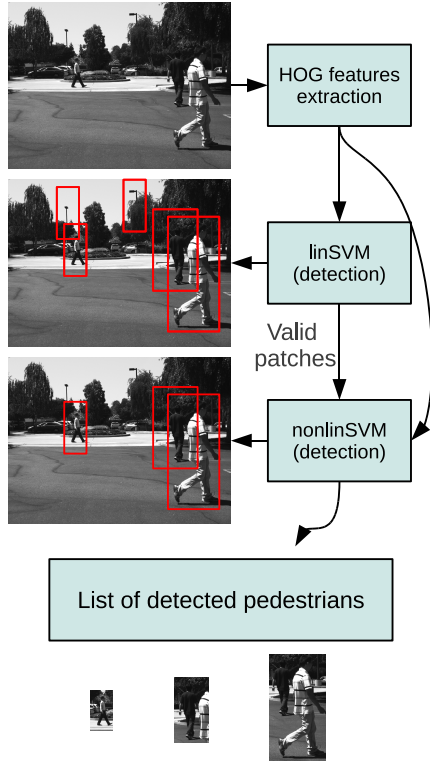 HOG features
extraction
linSVM
(detection)
Valid
patches
nonlinSVM
(detection)
List of detected pedestrians